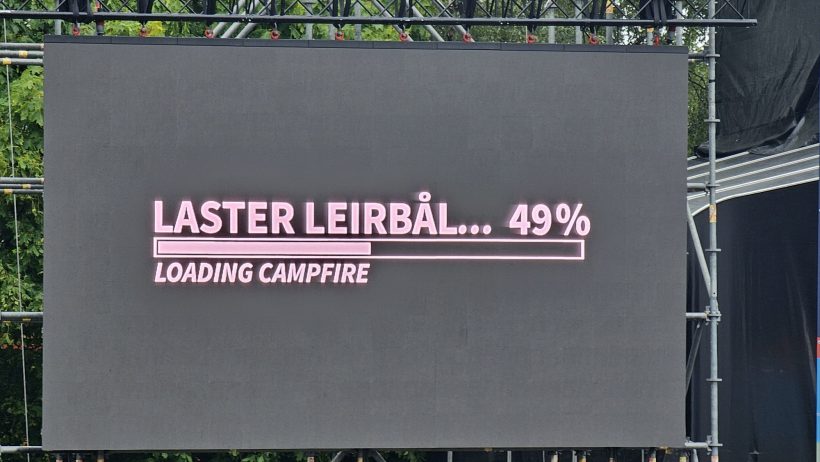 LASTER LEIRBÅL... 49%
LOADING CAMPFIRE